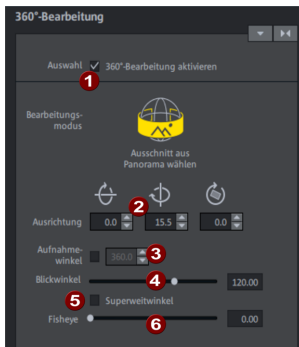 360°-Bearbeitung
Auswahl 360°-Bearbeitung aktivieren
1
Bearbeitungs-
modus
Ausschnitt aus
Panorama wählen
2
Ausrichtung 0.0 15.5 0.0
Aufnahme-
winkel 360.0 3
Blickwinkel 4 120.00
5 Superweitwinkel
Fisheye 6 0.00